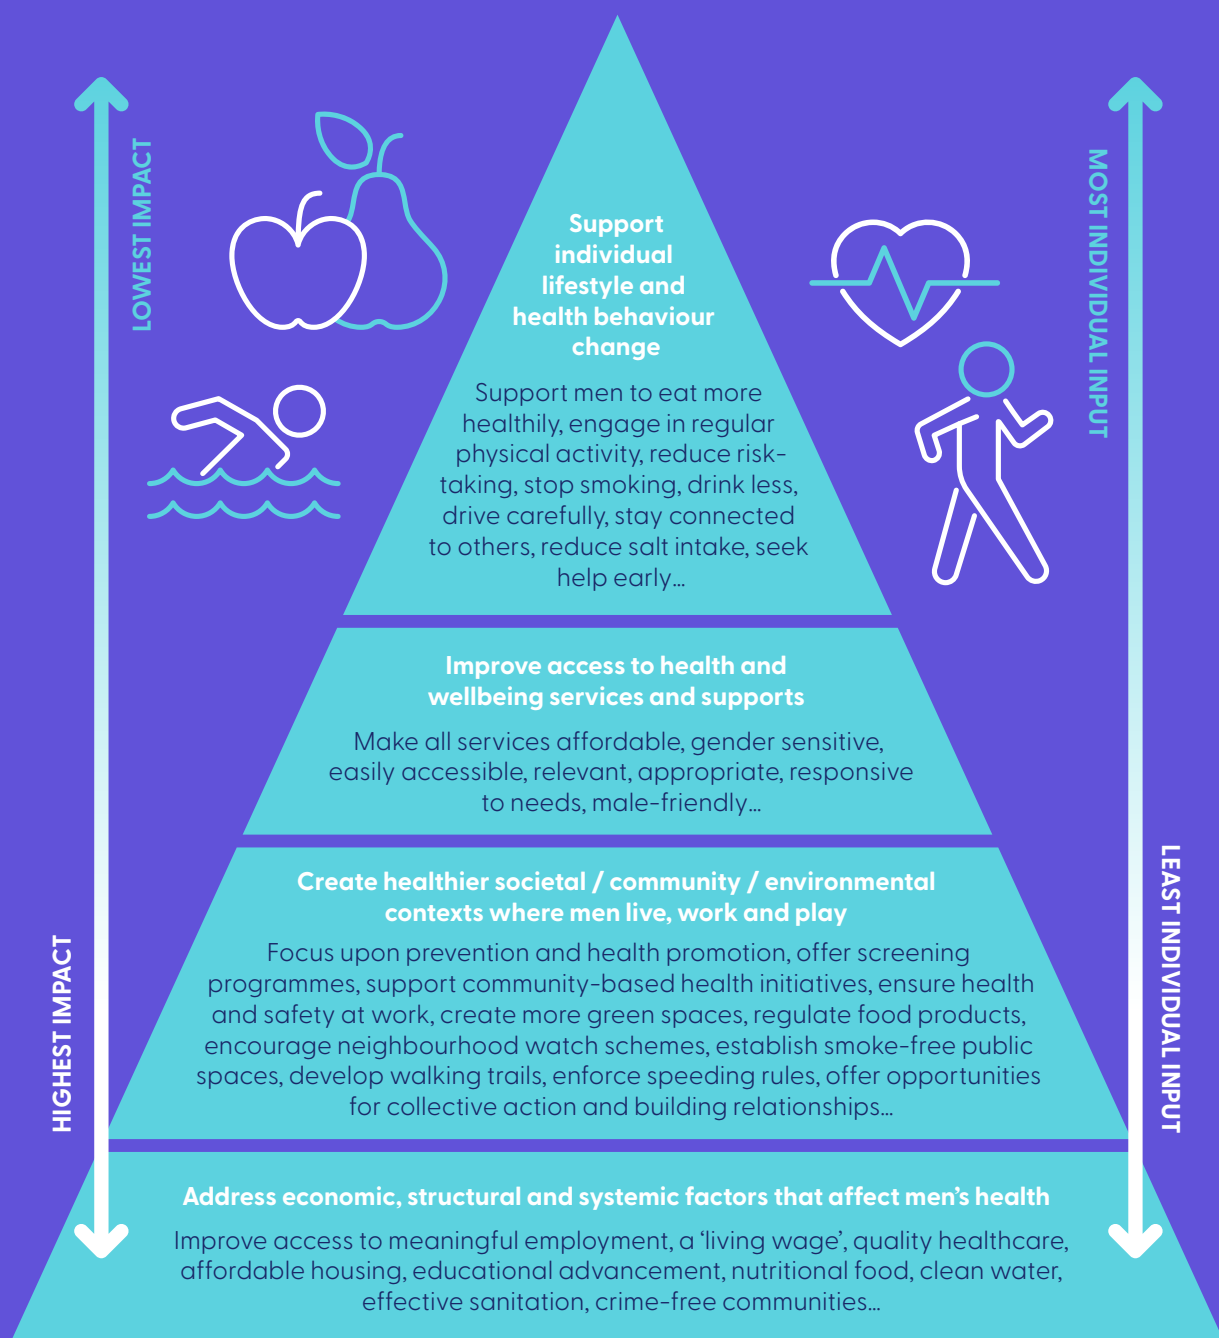 LOWEST IMPACT
MOST INDIVIDUAL INPUT
Support
individual
lifestyle and
health behaviour
change
Support men to eat more
healthily, engage in regular
physical activity, reduce risk-
taking, stop smoking, drink less,
drive carefully, stay connected
to others, reduce salt intake, seek
help early...
Improve access to health and
wellbeing services and supports
Make all services affordable, gender sensitive,
easily accessible, relevant, appropriate, responsive
to needs, male-friendly...
Create healthier societal / community / environmental
contexts where men live, work and play
Focus upon prevention and health promotion, offer screening
programmes, support community-based health initiatives, ensure health
and safety at work, create more green spaces, regulate food products,
encourage neighbourhood watch schemes, establish smoke-free public
spaces, develop walking trails, enforce speeding rules, offer opportunities
for collective action and building relationships...
HIGHEST IMPACT
LEAST INDIVIDUAL INPUT
Address economic, structural and systemic factors that affect men’s health
Improve access to meaningful employment, a ‘living wage’, quality healthcare,
affordable housing, educational advancement, nutritional food, clean water,
effective sanitation, crime-free communities...